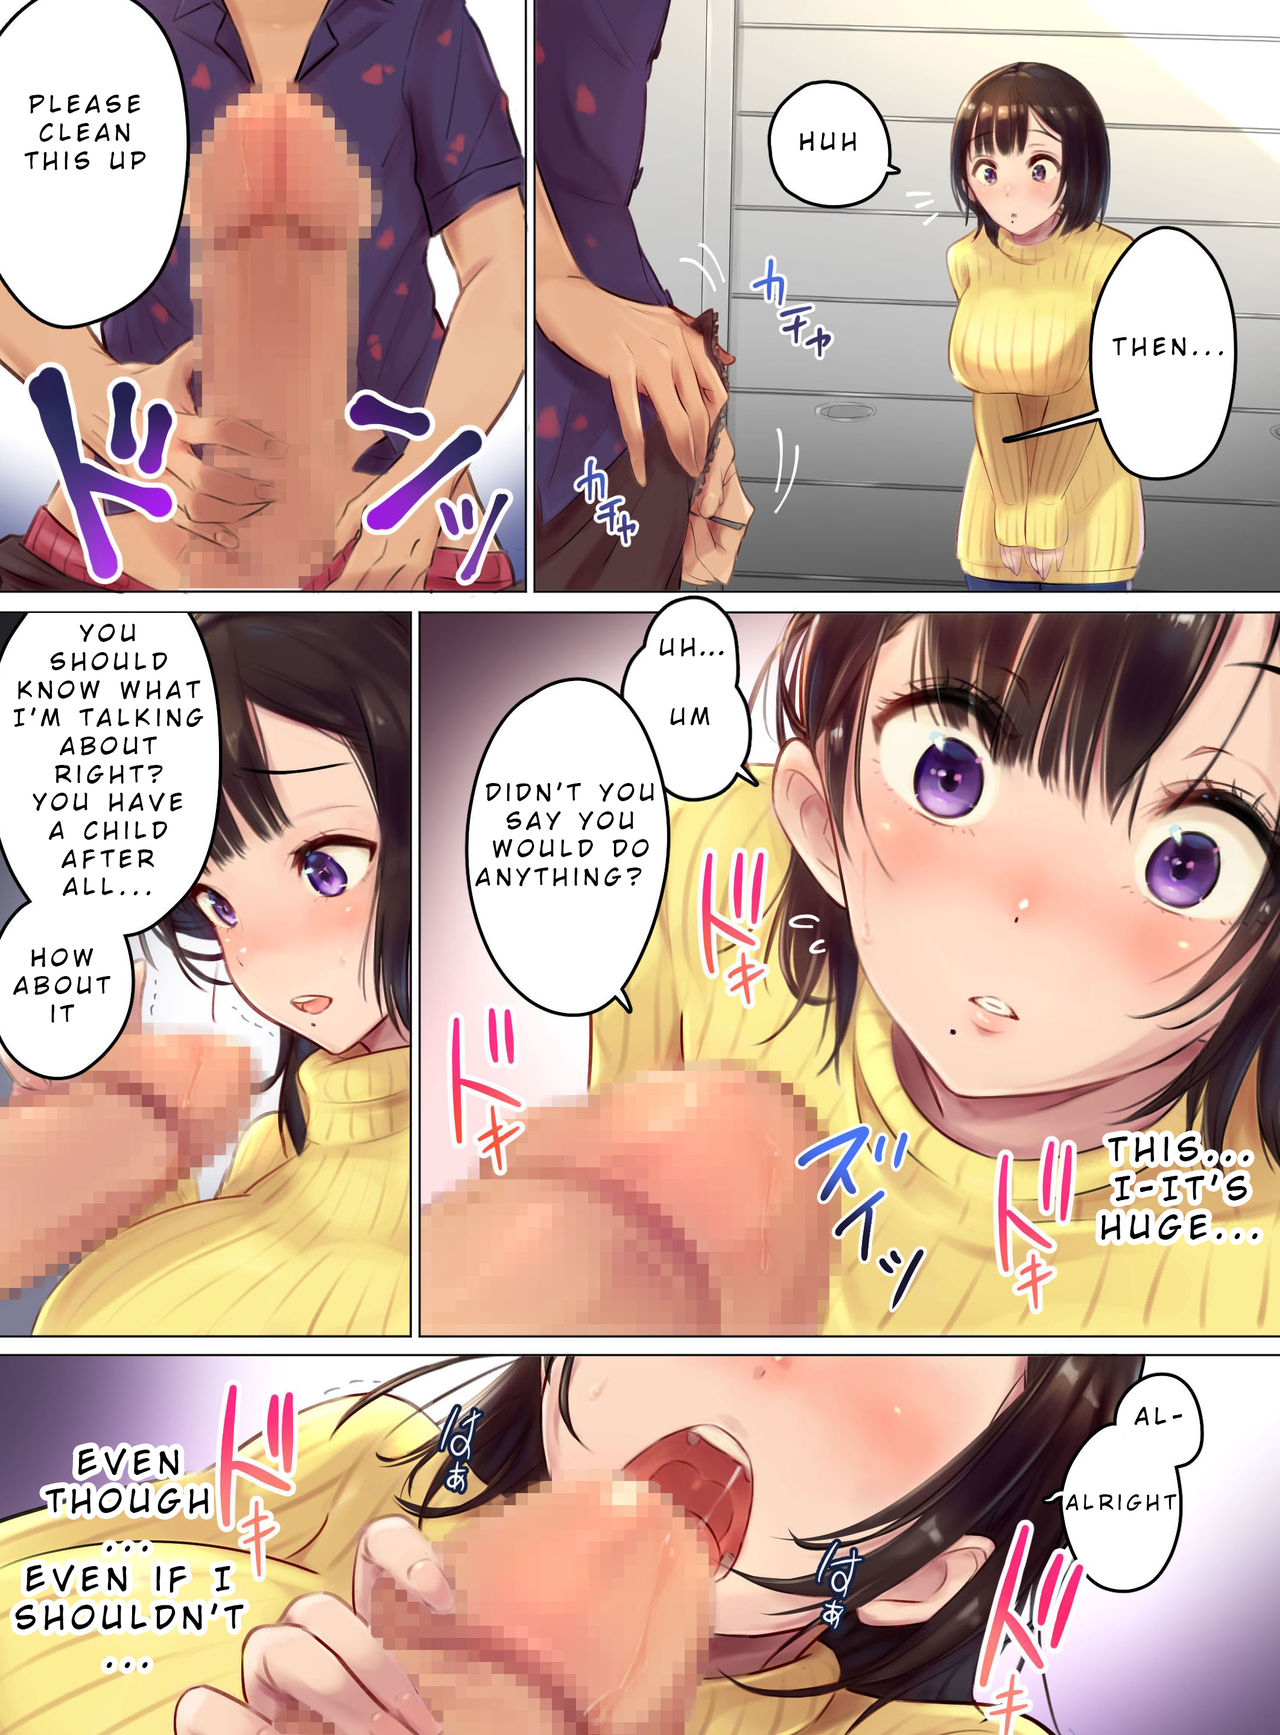 HUH
THEN...
カチャ
カチャ
PLEASE
CLEAN
THIS UP
ドンッ
UH...
UM
DIDN'T YOU
SAY YOU
WOULD DO
ANYTHING?
ドキ
ドキ
ズイッ
ドキ
THIS...
I-IT'S
HUGE...
YOU
SHOULD
KNOW WHAT
I'M TALKING
ABOUT
RIGHT?
YOU HAVE
A CHILD
AFTER
ALL...
HOW
ABOUT
IT
AL-
ALRIGHT
はぁ
はぁ
ドキ
ドキ
EVEN
THOUGH
...
EVEN IF I
SHOULDN'T
...